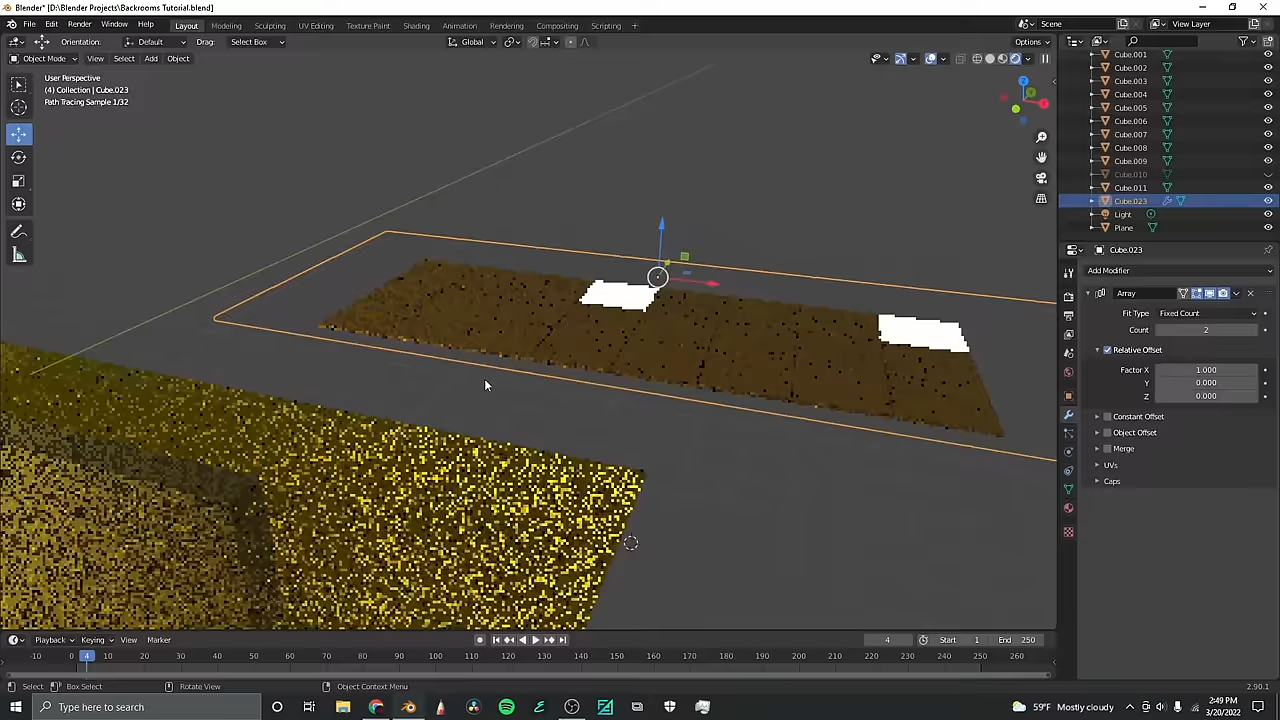 Blender* [D:\Blender Projects\Backrooms Tutorial.blend]
File Edit Render Window Help Layout Modeling Sculpting UV Editing Texture Paint Shading Animation Rendering Compositing Scripting + Scene View Layer
Orientation: Default Drag: Select Box Global Options
Object Mode View Select Add Object
User Perspective
(4) Collection | Cube.023
Path Tracing Sample 1/32
Cube.001
Cube.002
Cube.003
Cube.004
Cube.005
Cube.006
Cube.007
Cube.008
Cube.009
Cube.010
Cube.011
Cube.023
Light
Plane
Cube.023
Add Modifier
Array
Fit Type Fixed Count
Count 2
Relative Offset
Factor X 1.000
Y 0.000
Z 0.000
Constant Offset
Object Offset
Merge
UVs
Caps
Playback Keying View Marker 4 Start 1 End 250
-10 0 4 10 20 30 40 50 60 70 80 90 100 110 120 130 140 150 160 170 180 190 200 210 220 230 240 250 260
Select Box Select Rotate View Object Context Menu 2.90.1
Type here to search 59°F Mostly cloudy 2:49 PM
3/20/2022